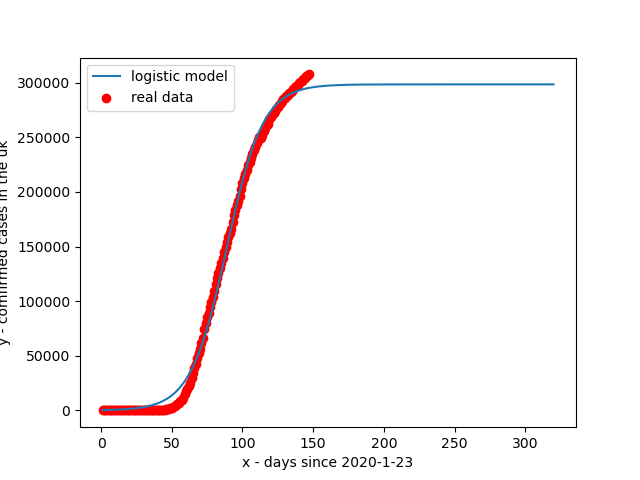 logistic model
real data
300000
250000
200000
150000
100000
50000
0
y - comfirmed cases in the uk
0 50 100 150 200 250 300
x - days since 2020-1-23